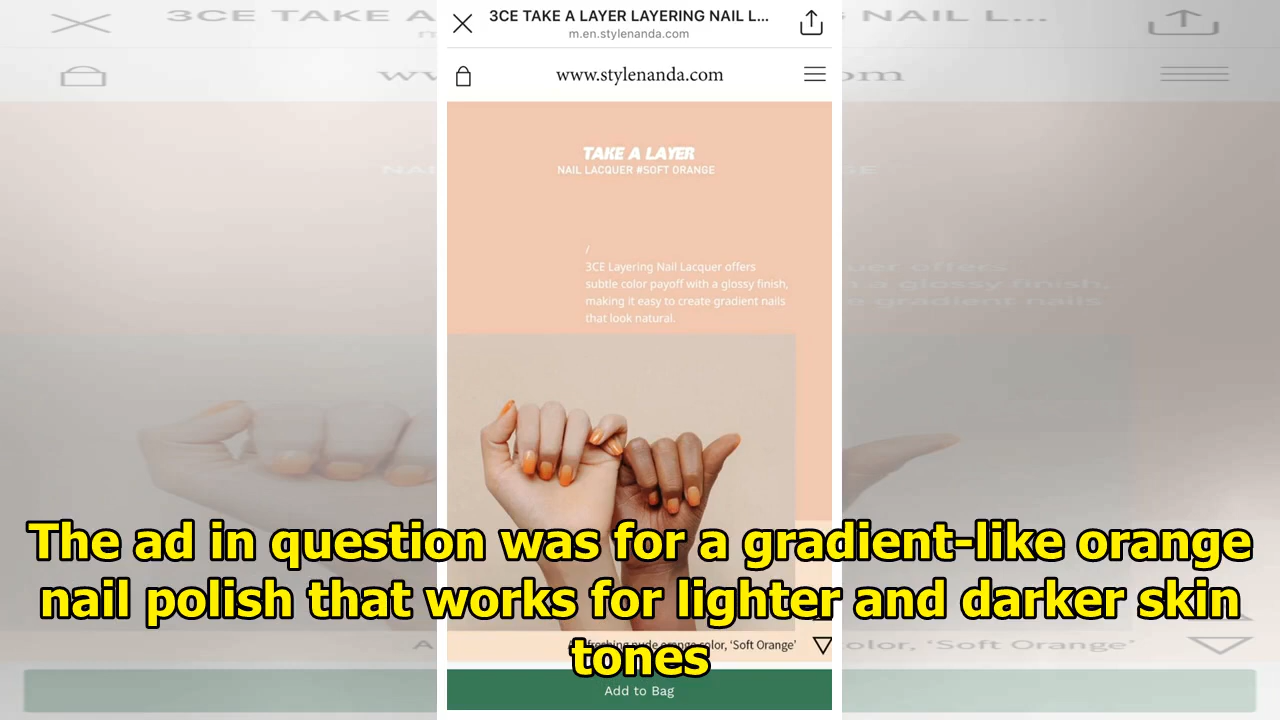 3CE TAKE A LAYER LAYERING NAIL L...
m.en.stylenanda.com
www.stylenanda.com
TAKE A LAYER
NAIL LACQUER #SOFT ORANGE
/
3CE Layering Nail Lacquer offers
subtle color payoff with a glossy finish,
making it easy to create gradient nails
that look natural.
The ad in question was for a gradient-like orange
nail polish that works for lighter and darker skin
tones
color, ‘Soft Orange’
Add to Bag